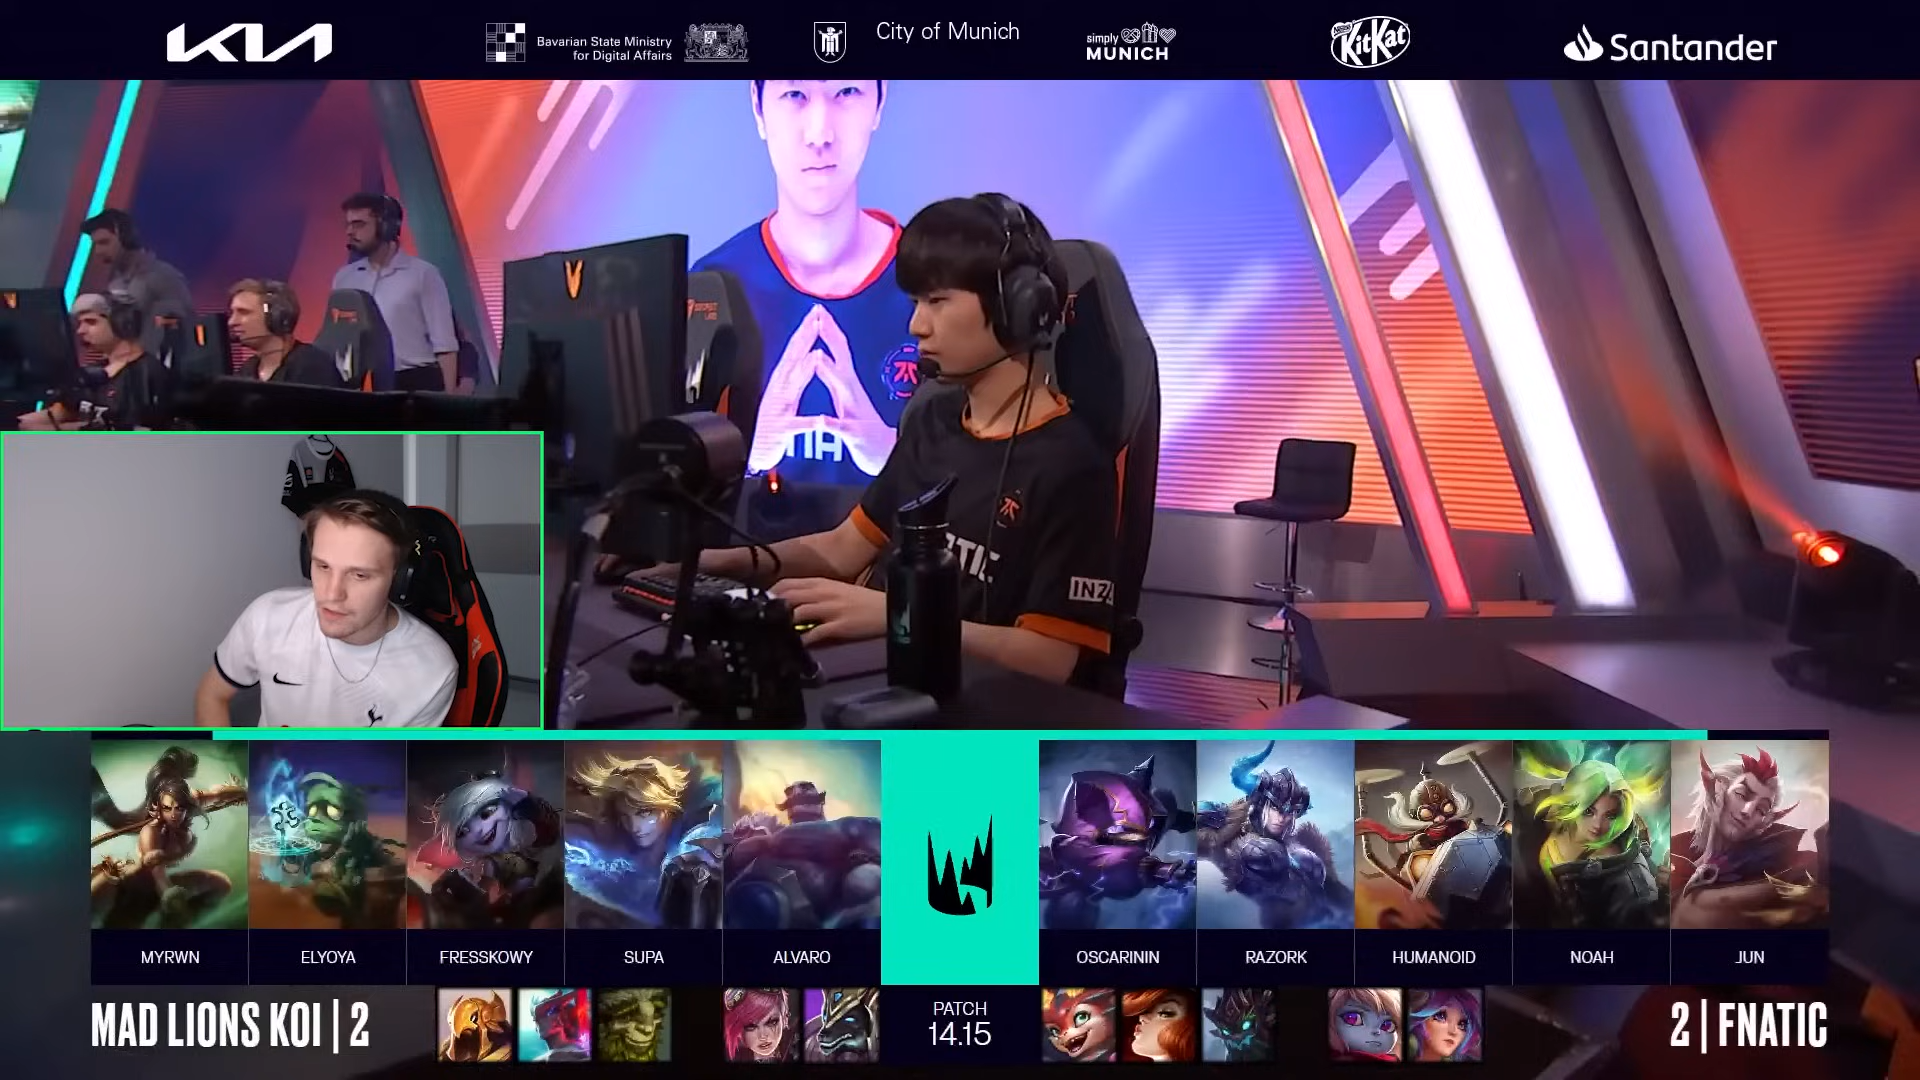 KIA
Bavarian State Ministry
for Digital Affairs
City of Munich
simply
MUNICH
KitKat
Santander
INZ
MYRWN
ELYOYA
FRESSKOWY
SUPA
ALVARO
OSCARININ
RAZORK
HUMANOID
NOAH
JUN
MAD LIONS KOI | 2
PATCH
14.15
2 | FNATIC